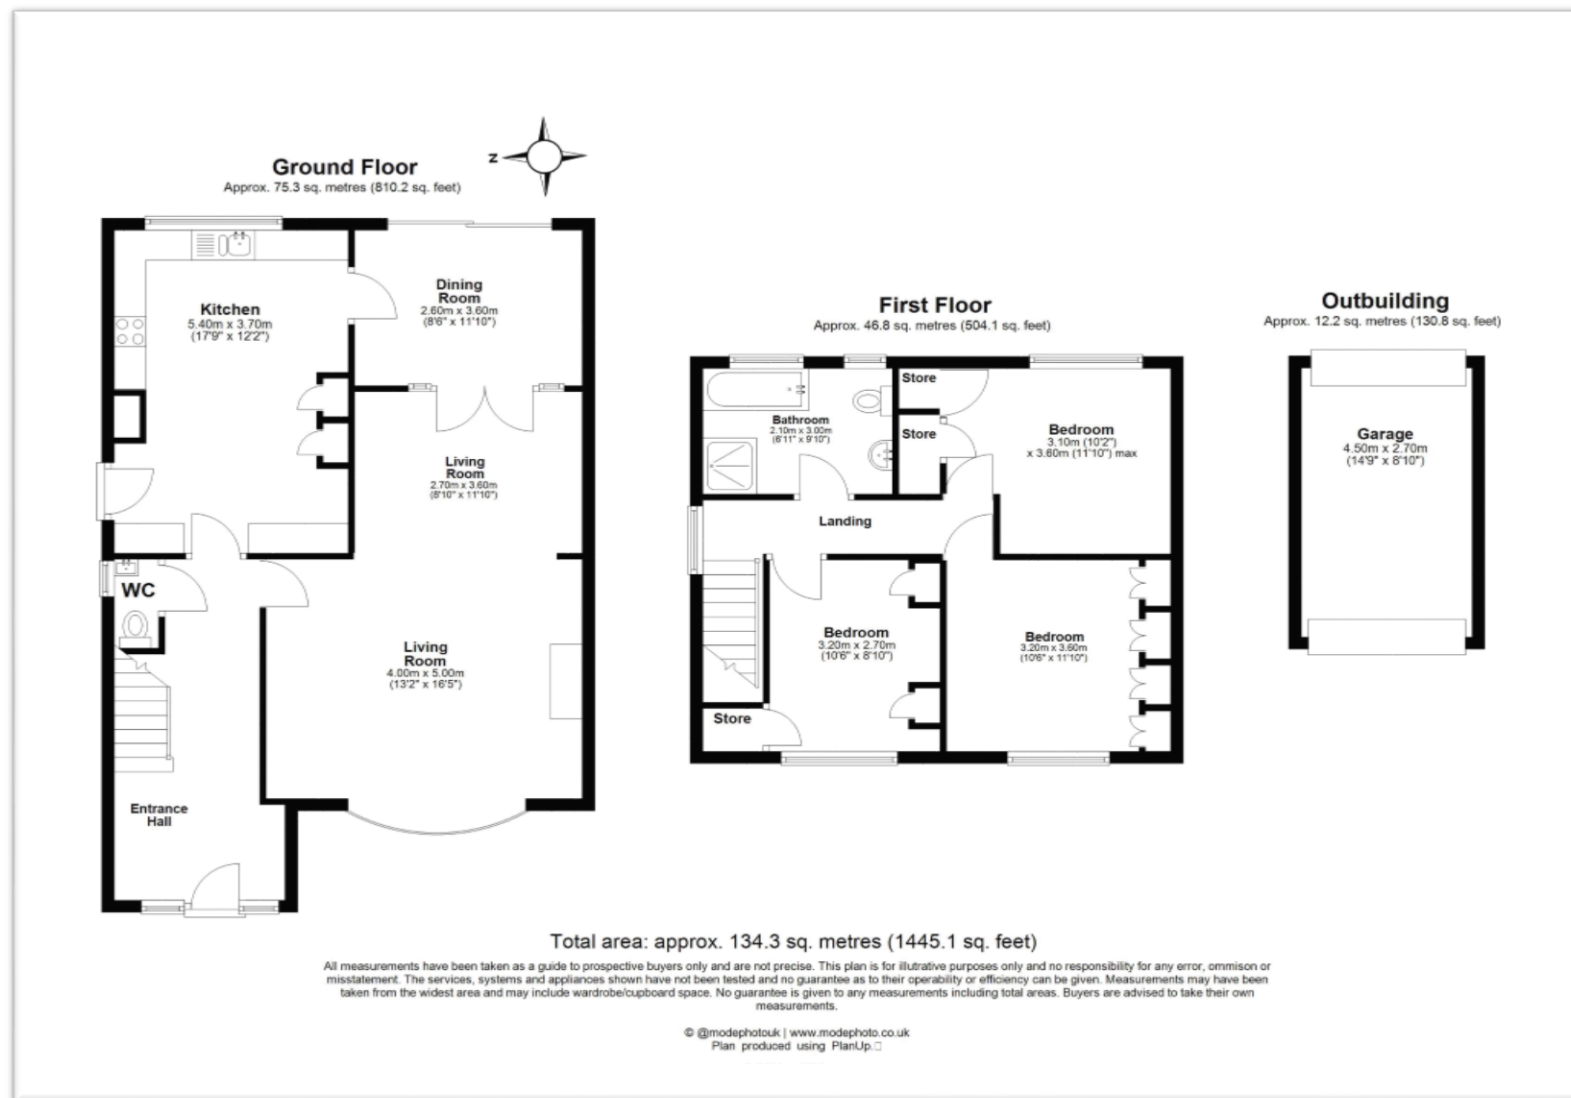 Ground Floor
Approx. 75.3 sq. metres (810.2 sq. feet)
N
Kitchen
5.40m x 3.70m
(17'9" x 12'2")
Dining
Room
2.60m x 3.60m
(8'6" x 11'10")
Living
Room
2.70m x 3.60m
(8'10" x 11'10")
WC
Living
Room
4.00m x 5.00m
(13'2" x 16'5")
Entrance
Hall
First Floor
Approx. 46.8 sq. metres (504.1 sq. feet)
Store
Bathroom
2.10m x 3.00m
(6'11" x 9'10")
Store
Bedroom
3.10m (10'2")
x 3.60m (11'10") max
Landing
Bedroom
3.20m x 2.70m
(10'6" x 8'10")
Bedroom
3.20m x 3.60m
(10'6" x 11'10")
Store
Outbuilding
Approx. 12.2 sq. metres (130.8 sq. feet)
Garage
4.50m x 2.70m
(14'9" x 8'10")
Total area: approx. 134.3 sq. metres (1445.1 sq. feet)
All measurements have been taken as a guide to prospective buyers only and are not precise. This plan is for illutrative purposes only and no responsibility for any error, ommison or
misstatement. The services, systems and appliances shown have not been tested and no guarantee as to their operability or efficiency can be given. Measurements may have been
taken from the widest area and may include wardrobe/cupboard space. No guarantee is given to any measurements including total areas. Buyers are advised to take their own
measurements.
© @modephotouk | www.modephoto.co.uk
Plan produced using PlanUp.